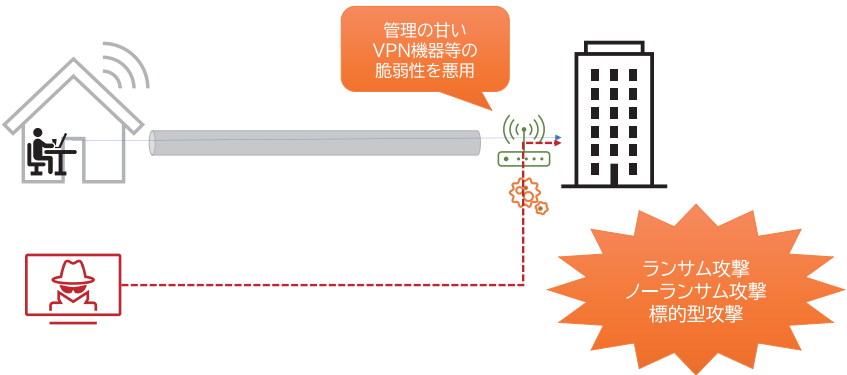 管理の甘い
VPN機器等の
脆弱性を悪用
ランサム攻撃
ノーランサム攻撃
標的型攻撃